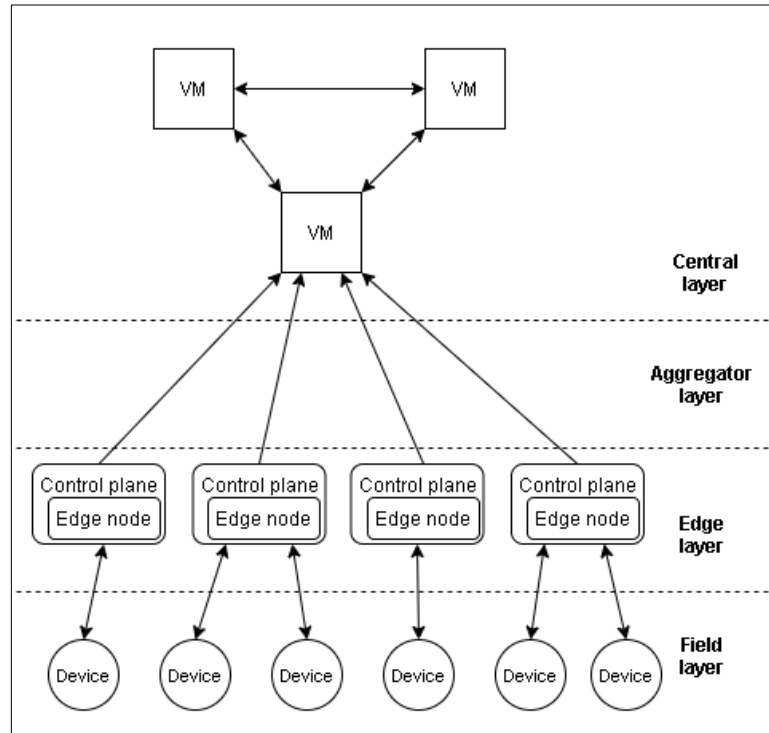 VM
VM
VM
Central
layer
Aggregator
layer
Control plane
Edge node
Control plane
Edge node
Control plane
Edge node
Control plane
Edge node
Edge
layer
Device
Device
Device
Device
Device
Device
Field
layer